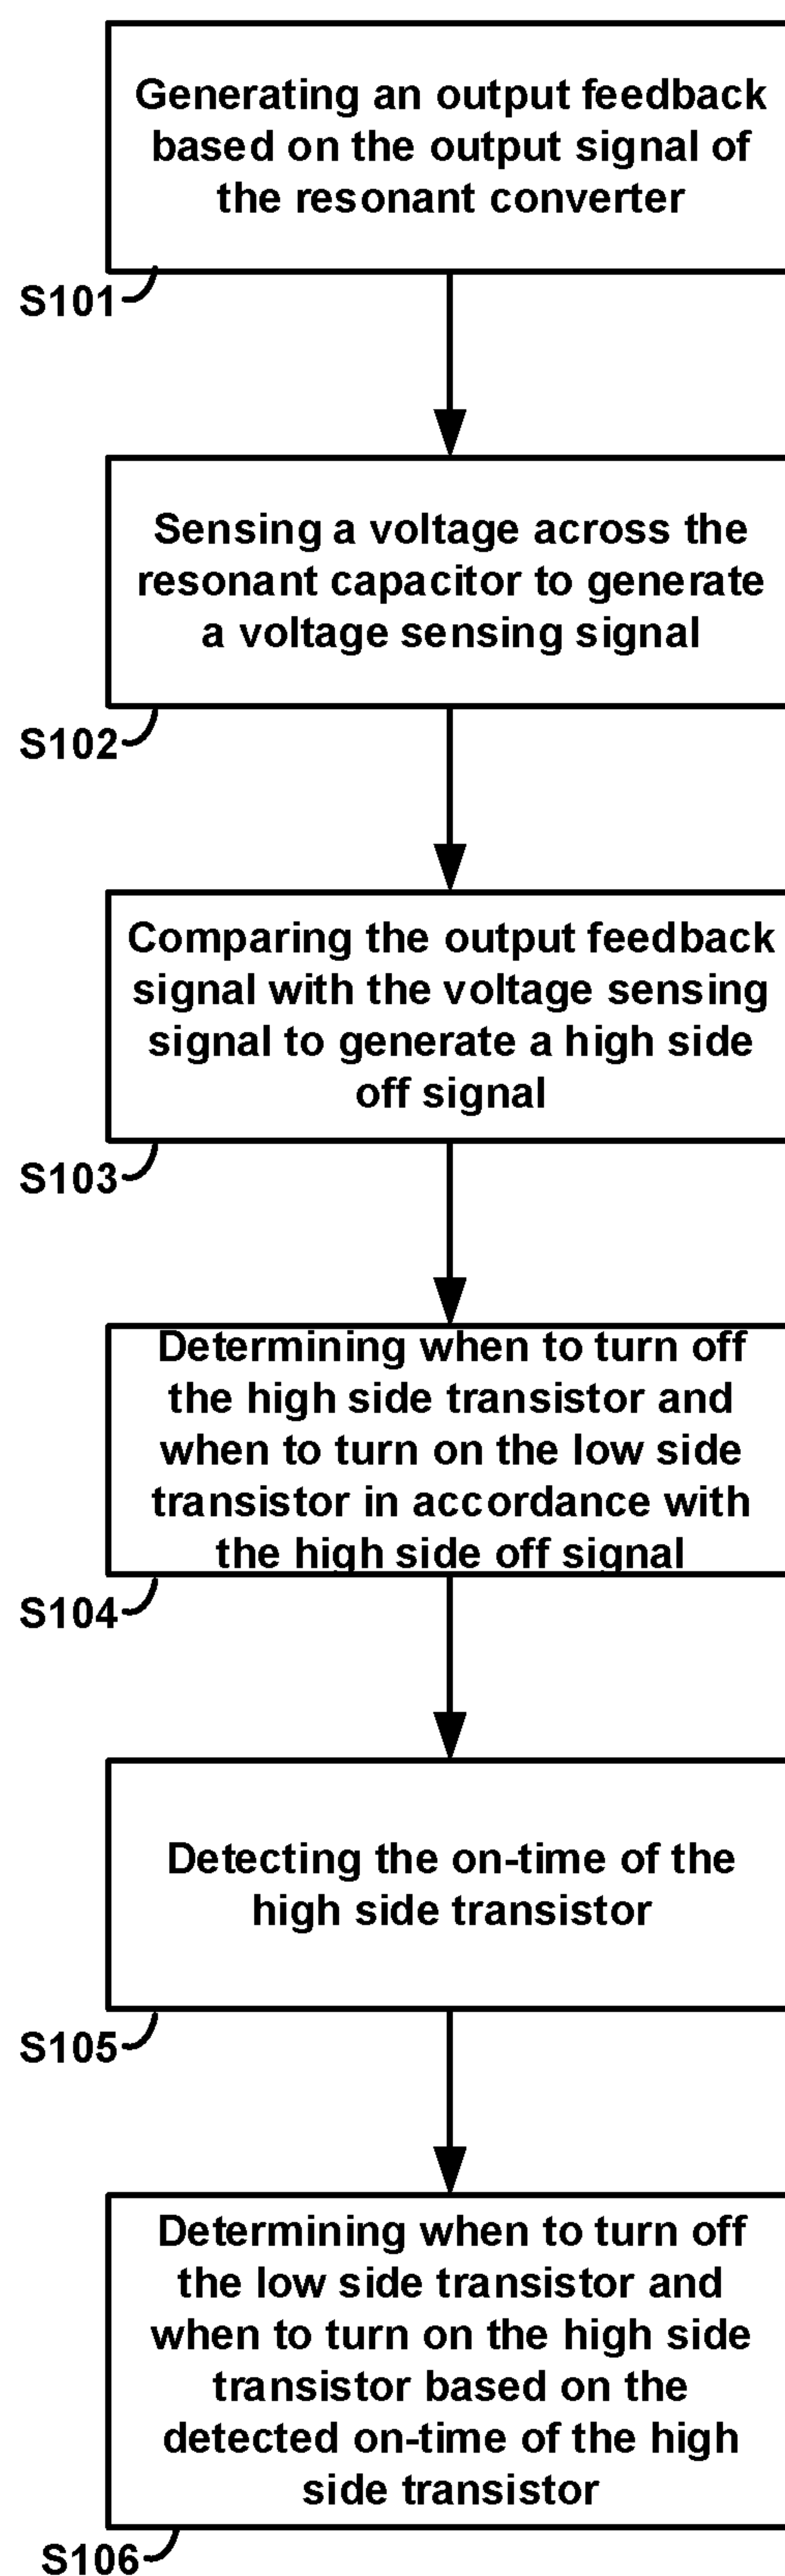 Generating an output feedback
based on the output signal of
the resonant converter
S101
Sensing a voltage across the
resonant capacitor to generate
a voltage sensing signal
S102
Comparing the output feedback
signal with the voltage sensing
signal to generate a high side
off signal
S103
Determining when to turn off
the high side transistor and
when to turn on the low side
transistor in accordance with
the high side off signal
S104
Detecting the on-time of the
high side transistor
S105
Determining when to turn off
the low side transistor and
when to turn on the high side
transistor based on the
detected on-time of the high
side transistor
S106